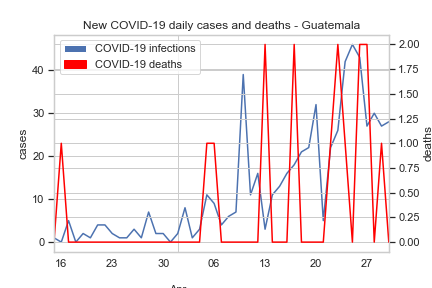 New COVID-19 daily cases and deaths - Guatemala
COVID-19 infections
COVID-19 deaths
cases
40
30
20
10
0
2.00
1.75
1.50
1.25
1.00
0.75
0.50
0.25
0.00
deaths
16 23 30 06 13 20 27
Apr